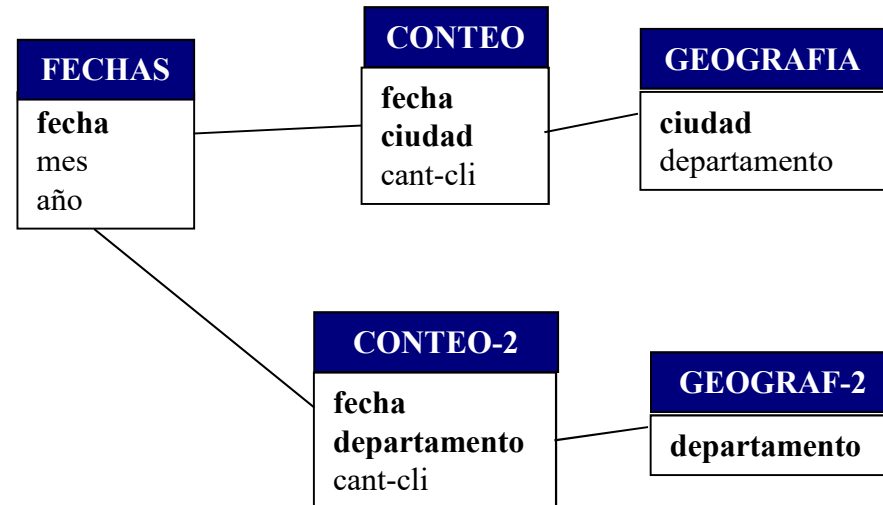 FECHAS
fecha
mes
año
CONTEO
fecha
ciudad
cant-cli
GEOGRAFIA
ciudad
departamento
CONTEO-2
fecha
departamento
cant-cli
GEOGRAF-2
departamento